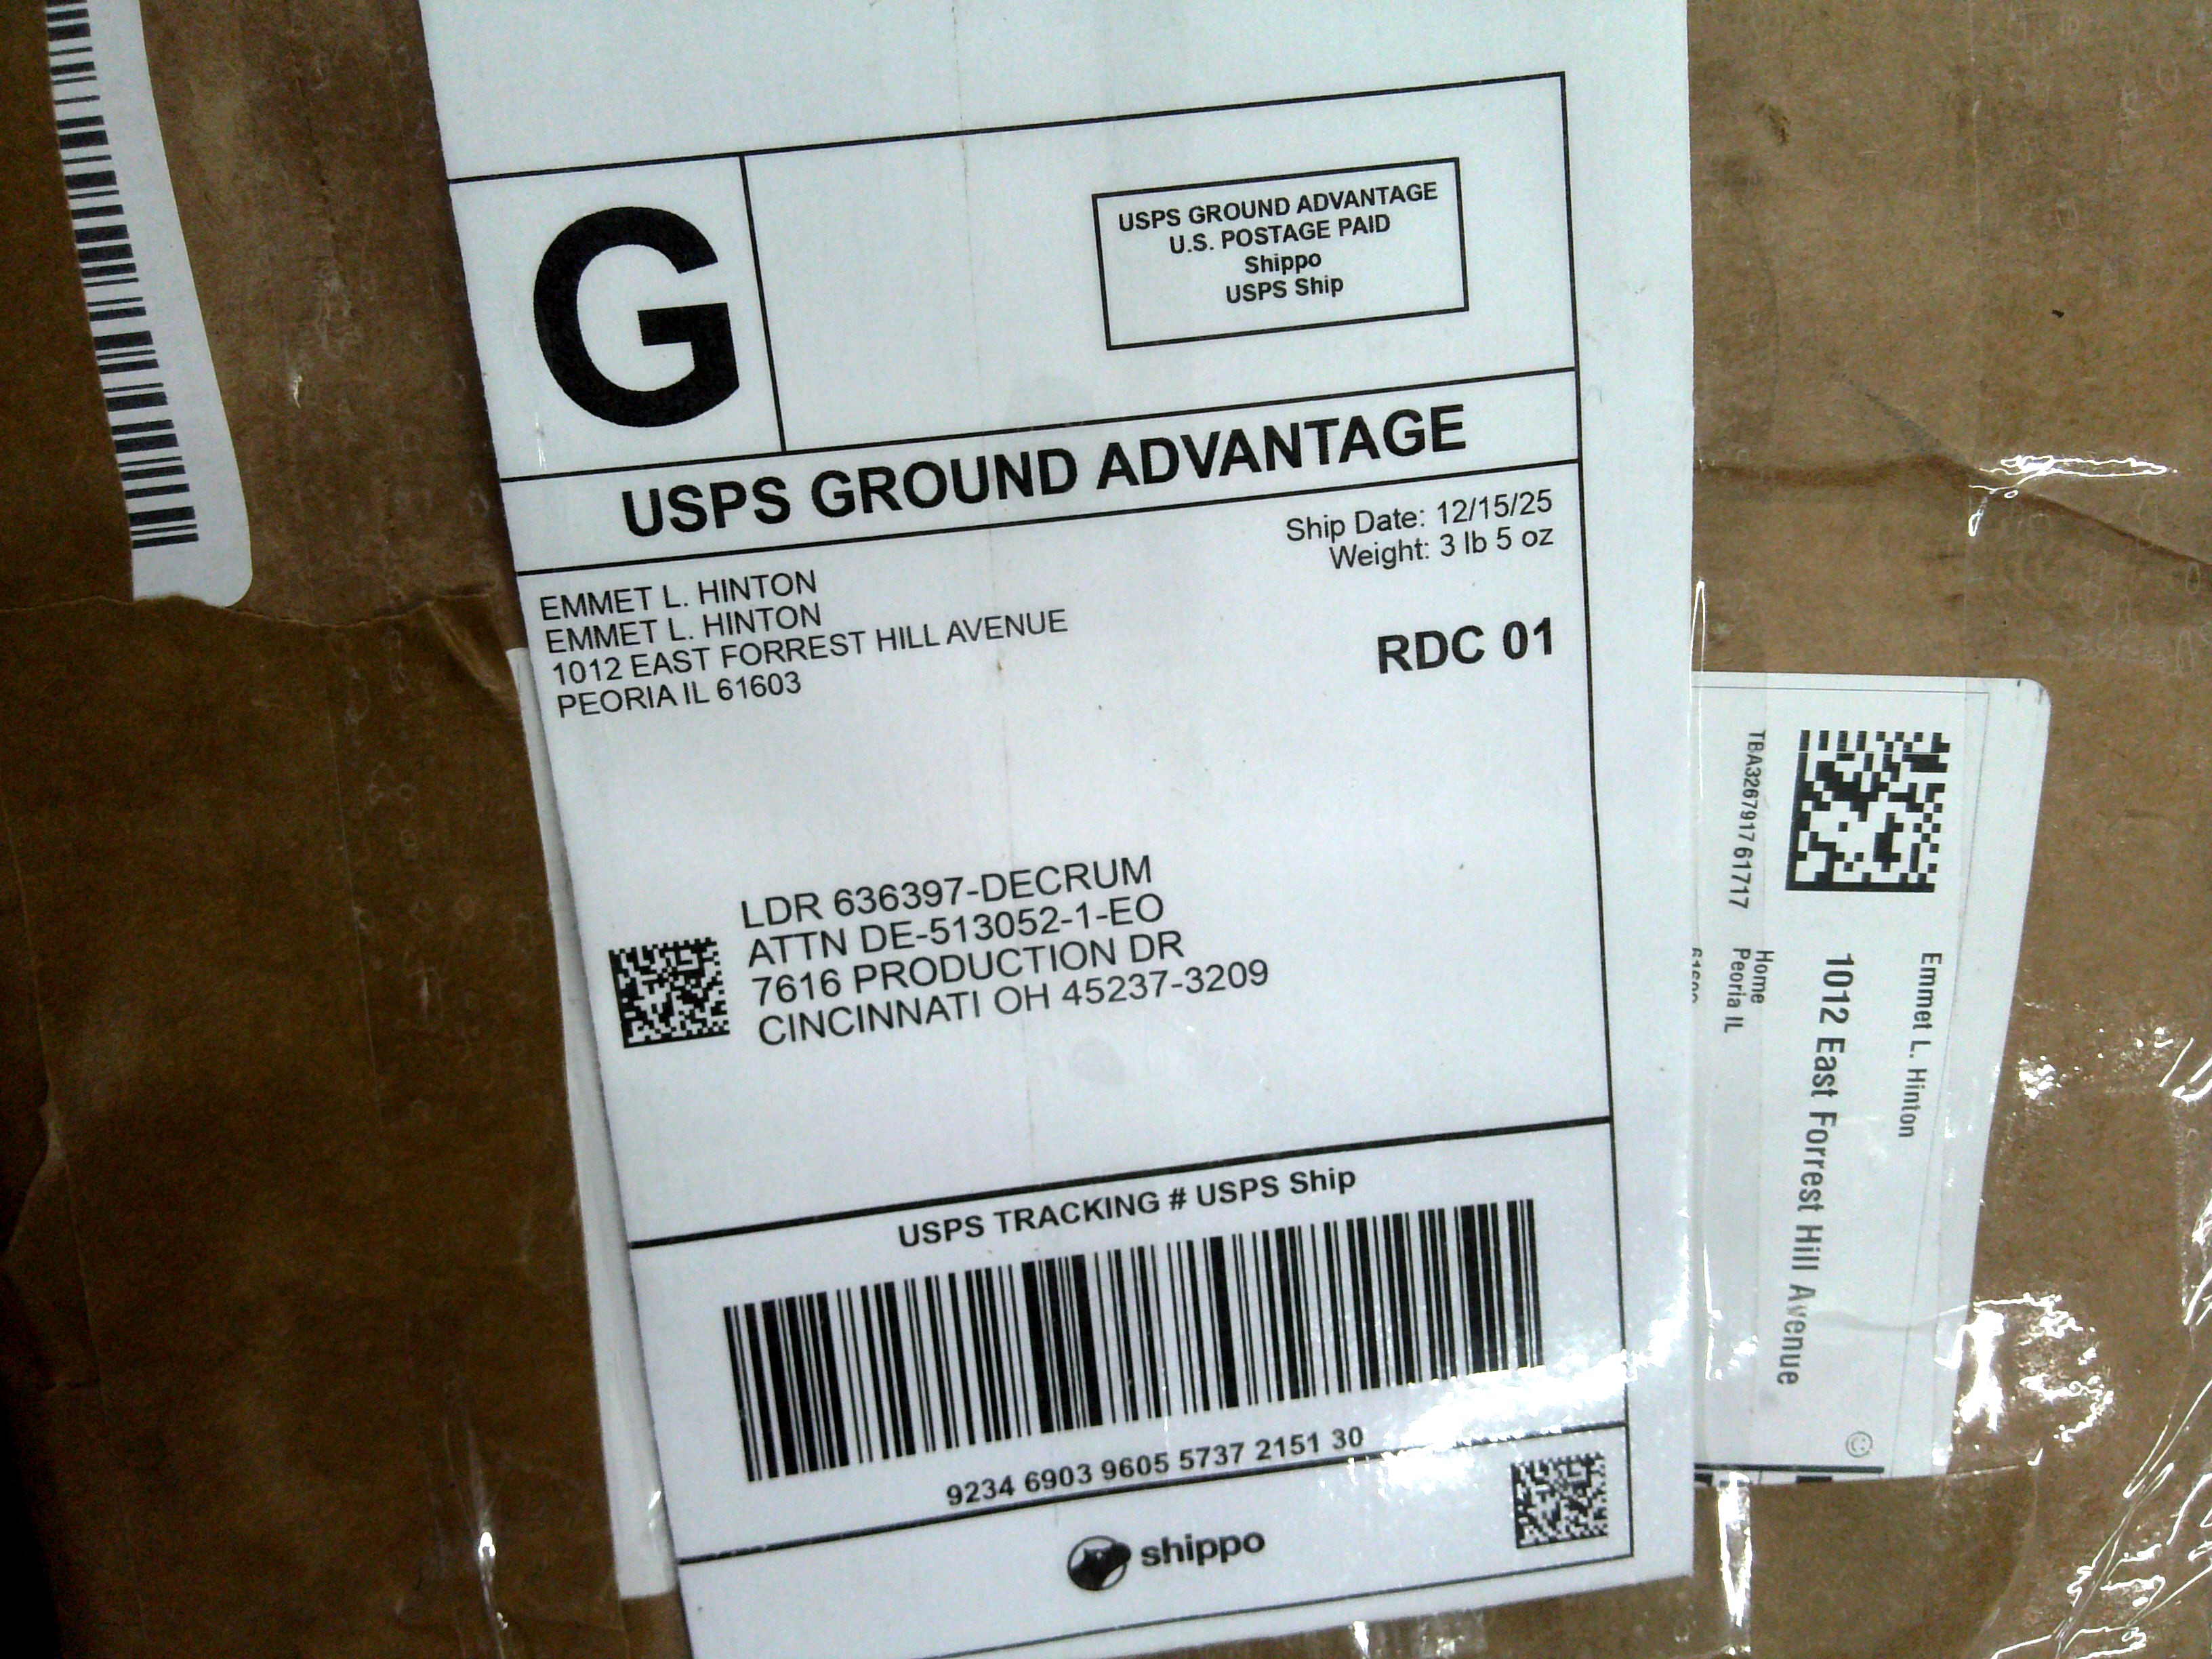 G
USPS GROUND ADVANTAGE
U.S. POSTAGE PAID
Shippo
USPS Ship
USPS GROUND ADVANTAGE
Ship Date: 12/15/25
Weight: 3 lb 5 oz
EMMET L. HINTON
EMMET L. HINTON
1012 EAST FORREST HILL AVENUE
PEORIA IL 61603
RDC 01
LDR 636397-DECRUM
ATTN DE-513052-1-EO
7616 PRODUCTION DR
CINCINNATI OH 45237-3209
USPS TRACKING # USPS Ship
9234 6903 9605 5737 2151 30
shippo
Emmet L. Hinton
1012 East Forrest Hill Avenue
Home
Peoria IL
TBA326791761717